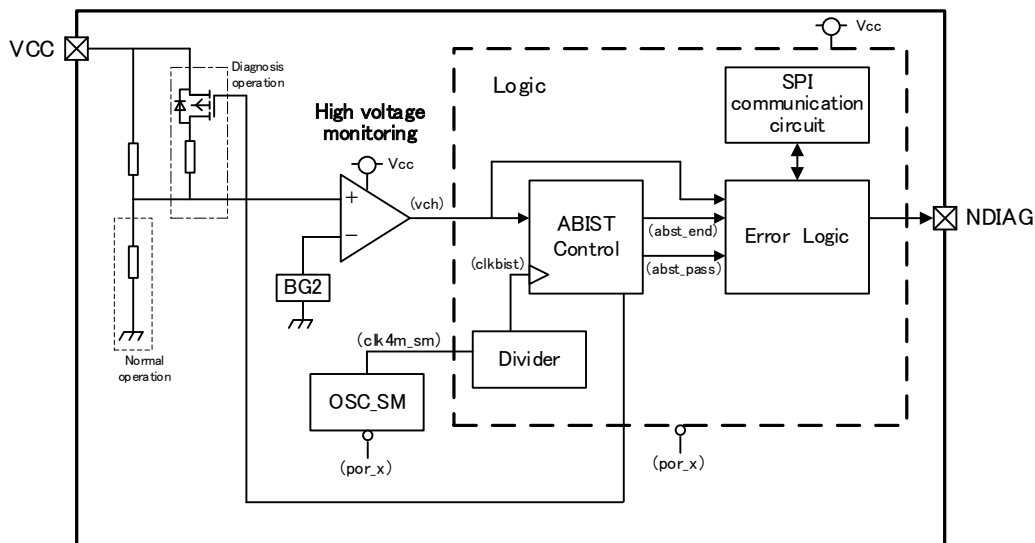 VCC
Diagnosis
operation
High voltage
monitoring
Vcc
+
−
BG2
Normal
operation
(vch)
Logic
Vcc
SPI
communication
circuit
ABIST
Control
(abst_end)
(abst_pass)
Error Logic
NDIAG
(clkbist)
(clk4m_sm)
Divider
OSC_SM
(por_x)
(por_x)